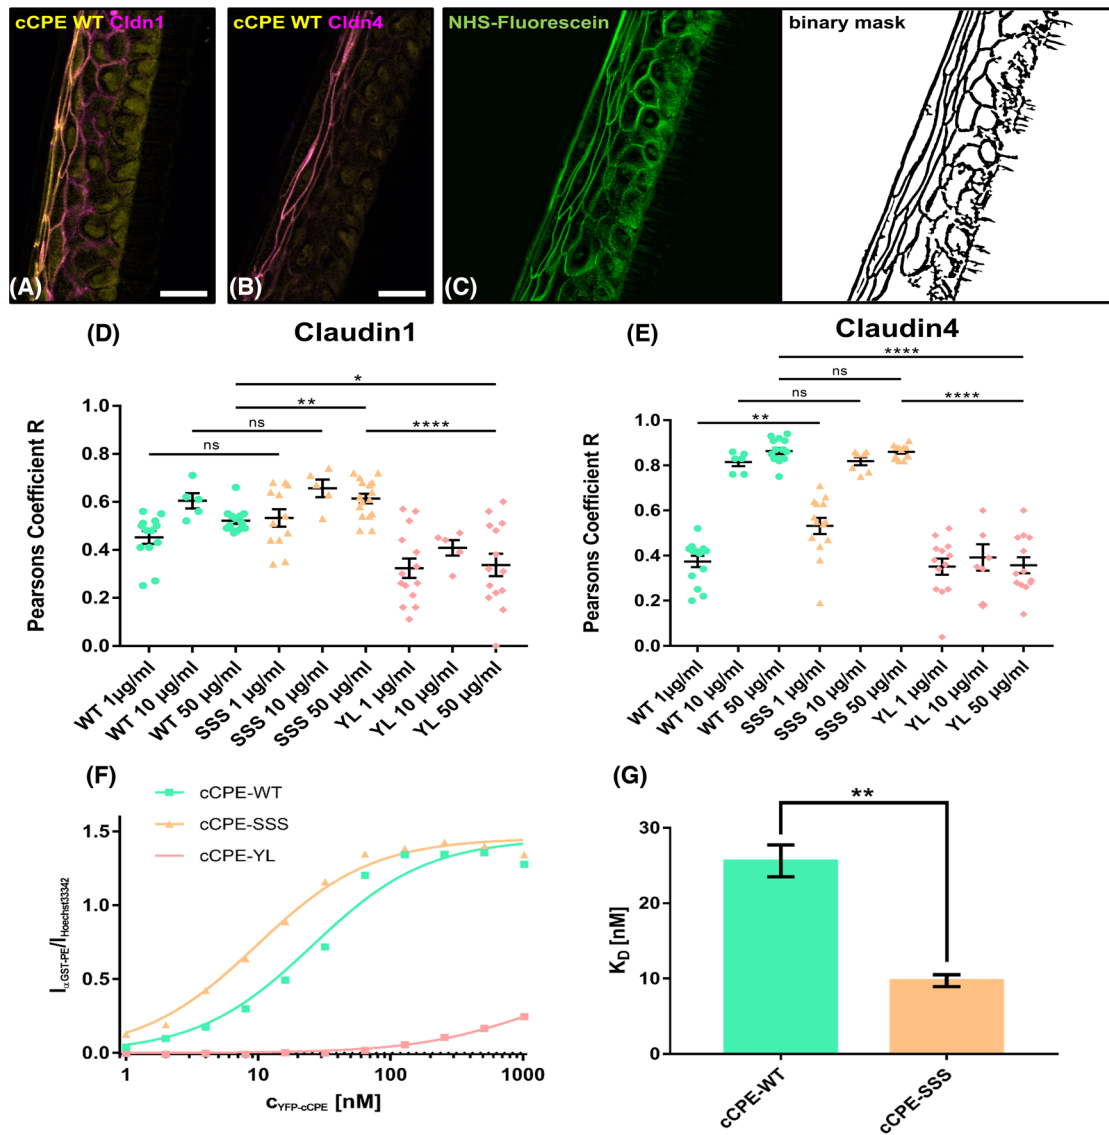 cCPE WT Cldn1
cCPE WT Cldn4
NHS-Fluorescein
binary mask
(A)
(B)
(C)
(D)
Claudin1
Pearsons Coefficient R
1.0
0.8
0.6
0.4
0.2
0.0
*
**
ns
****
ns
WT 1µg/ml
WT 10 µg/ml
WT 50 µg/ml
SSS 1 µg/ml
SSS 10 µg/ml
SSS 50 µg/ml
YL 1 µg/ml
YL 10 µg/ml
YL 50 µg/ml
(E)
Claudin4
Pearsons Coefficient R
1.0
0.8
0.6
0.4
0.2
0.0
****
ns
ns
****
**
WT 1µg/ml
WT 10 µg/ml
WT 50 µg/ml
SSS 1 µg/ml
SSS 10 µg/ml
SSS 50 µg/ml
YL 1 µg/ml
YL 10 µg/ml
YL 50 µg/ml
(F)
cCPE-WT
cCPE-SSS
cCPE-YL
IαGST-PE/IHoechst33342
1.5
1.0
0.5
0.0
1
10
100
1000
cYFP-cCPE [nM]
(G)
**
KD [nM]
30
20
10
0
cCPE-WT
cCPE-SSS